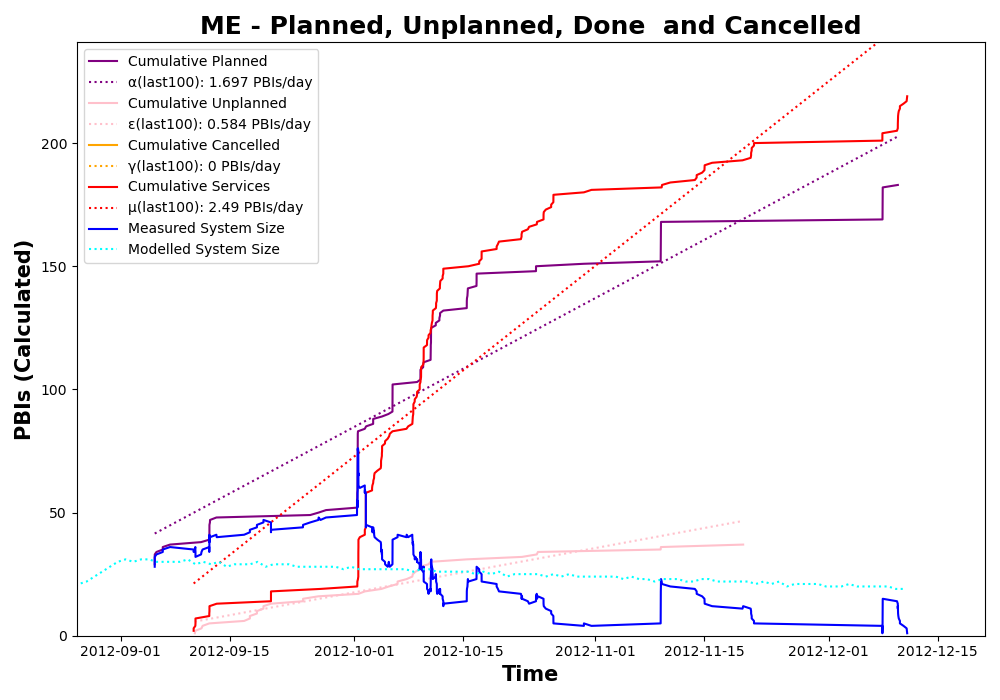 ME - Planned, Unplanned, Done  and Cancelled
Cumulative Planned
α(last100): 1.697 PBIs/day
Cumulative Unplanned
ε(last100): 0.584 PBIs/day
Cumulative Cancelled
γ(last100): 0 PBIs/day
Cumulative Services
μ(last100): 2.49 PBIs/day
Measured System Size
Modelled System Size
PBIs (Calculated)
200
150
100
50
0
2012-09-01 2012-09-15 2012-10-01 2012-10-15 2012-11-01 2012-11-15 2012-12-01 2012-12-15
Time